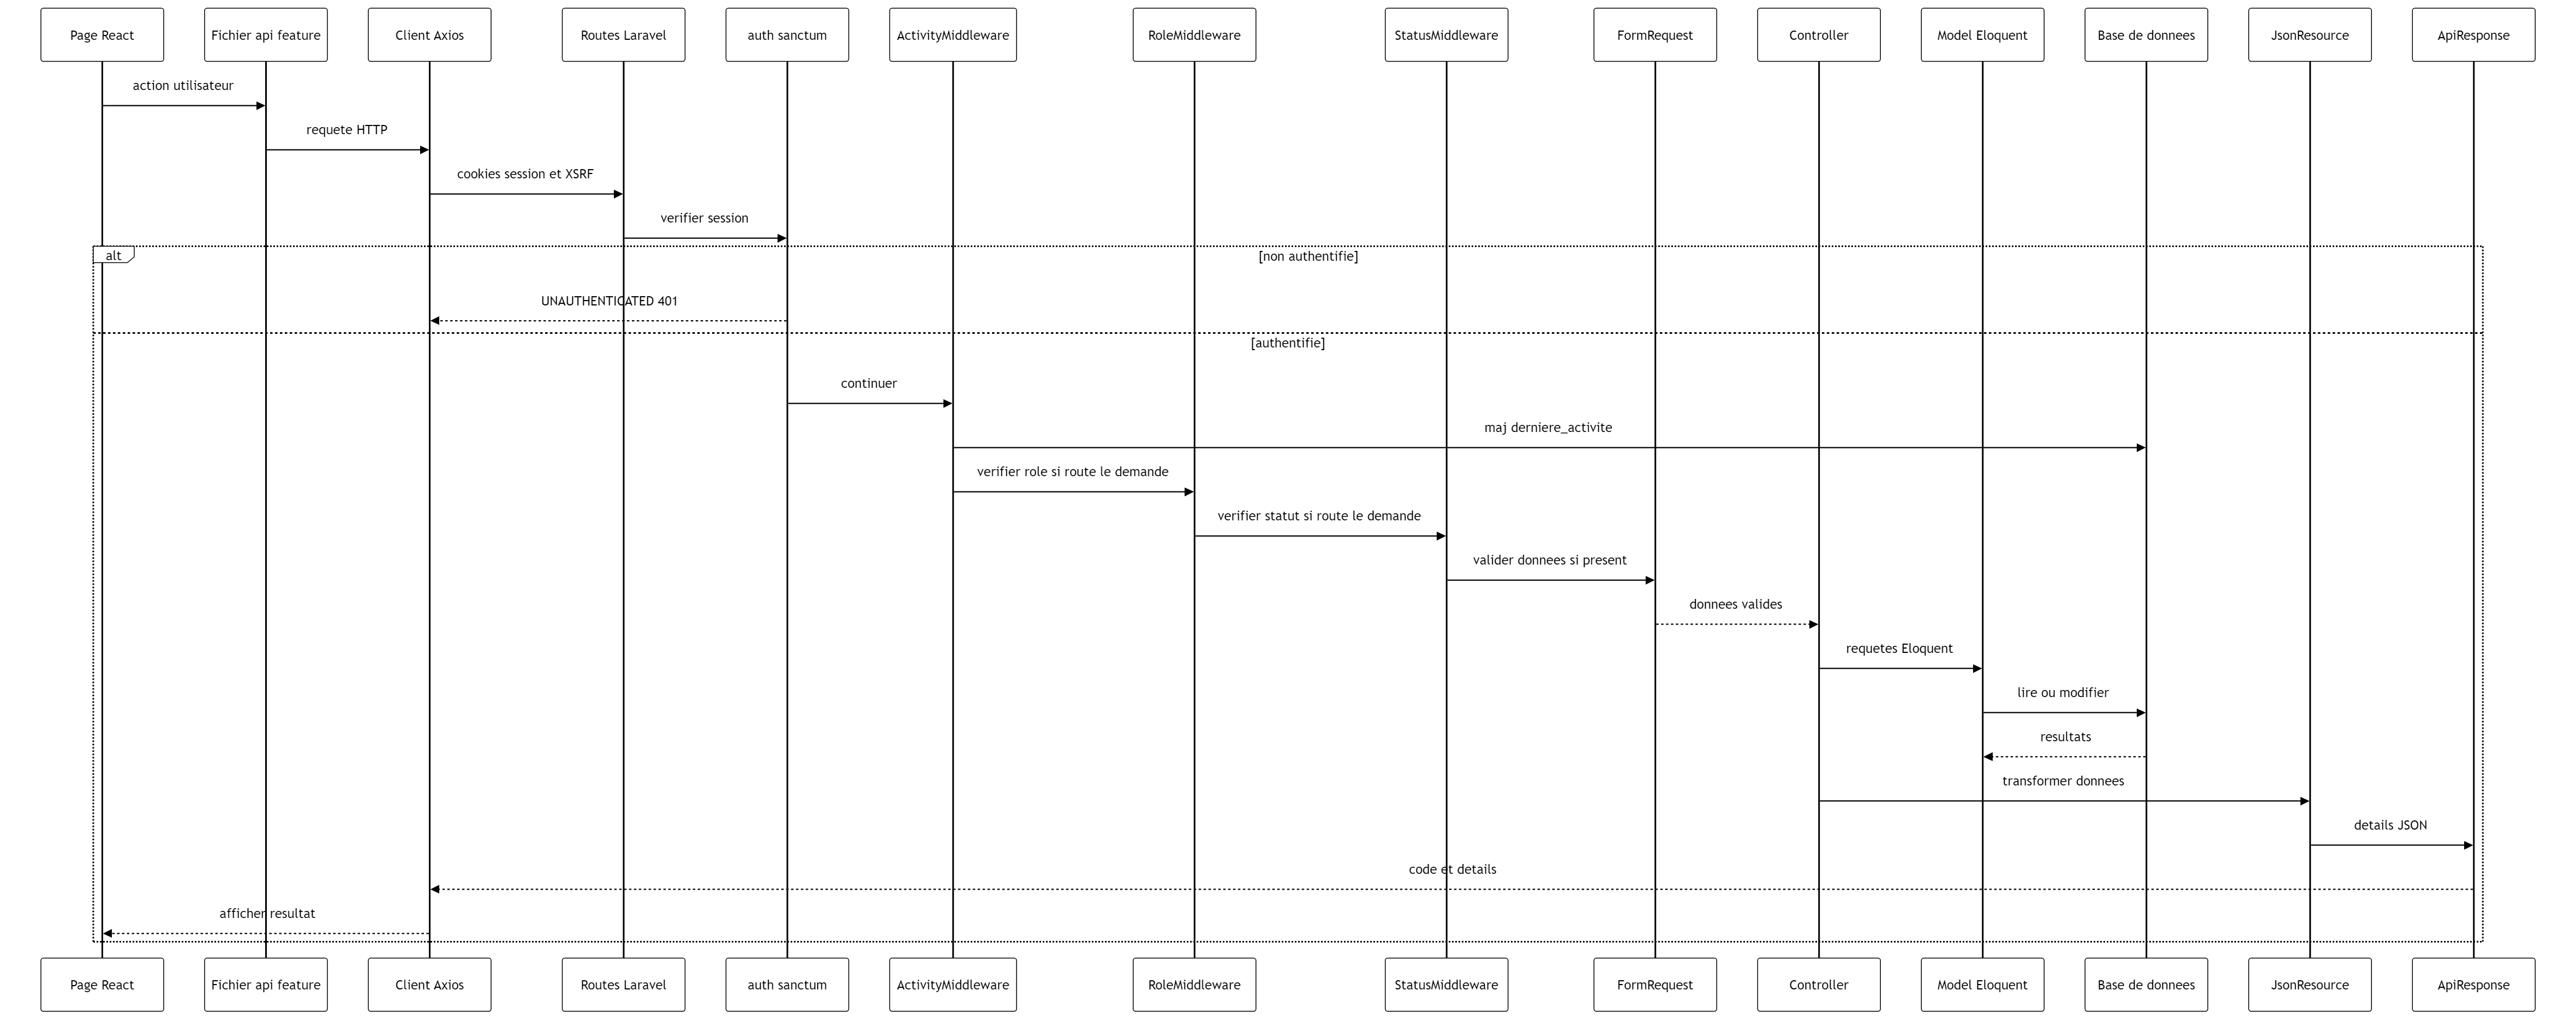 Page React
Fichier api feature
Client Axios
Routes Laravel
auth sanctum
ActivityMiddleware
RoleMiddleware
StatusMiddleware
FormRequest
Controller
Model Eloquent
Base de donnees
JsonResource
ApiResponse
action utilisateur
requete HTTP
cookies session et XSRF
verifier session
alt
[non authentifie]
UNAUTHENTICATED 401
[authentifie]
continuer
maj derniere_activite
verifier role si route le demande
verifier statut si route le demande
valider donnees si present
donnees valides
requetes Eloquent
lire ou modifier
resultats
transformer donnees
details JSON
code et details
afficher resultat
Page React
Fichier api feature
Client Axios
Routes Laravel
auth sanctum
ActivityMiddleware
RoleMiddleware
StatusMiddleware
FormRequest
Controller
Model Eloquent
Base de donnees
JsonResource
ApiResponse